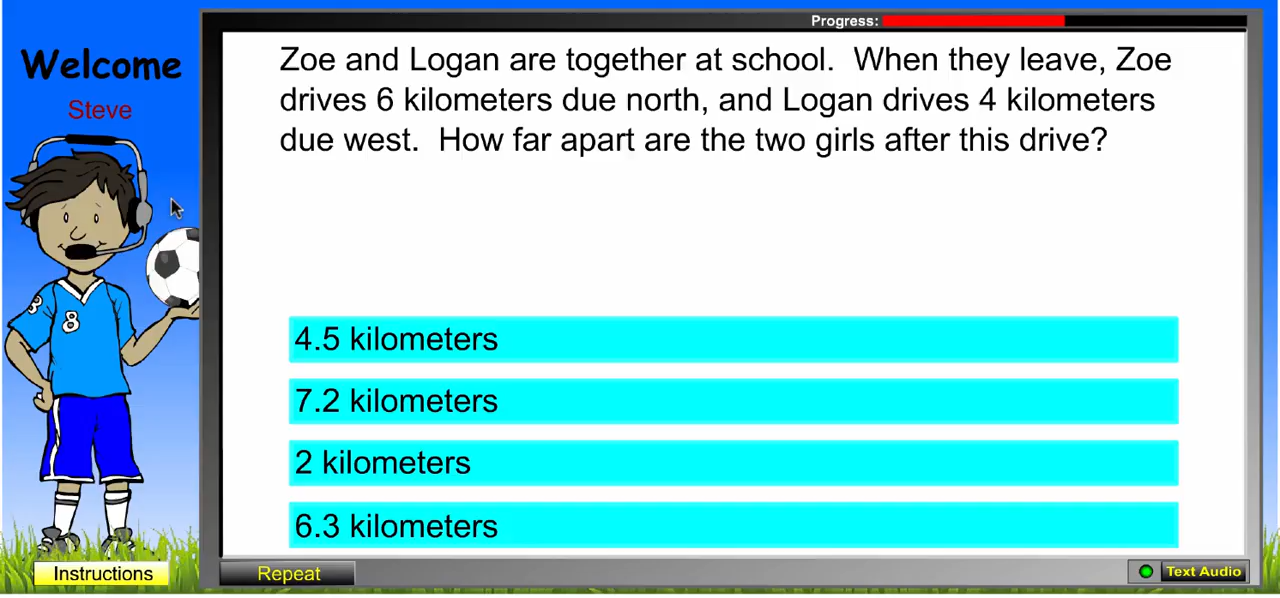 Progress:
Welcome
Steve
Zoe and Logan are together at school. When they leave, Zoe
drives 6 kilometers due north, and Logan drives 4 kilometers
due west. How far apart are the two girls after this drive?
3
8
4.5 kilometers
7.2 kilometers
2 kilometers
6.3 kilometers
Instructions
Repeat
Text Audio